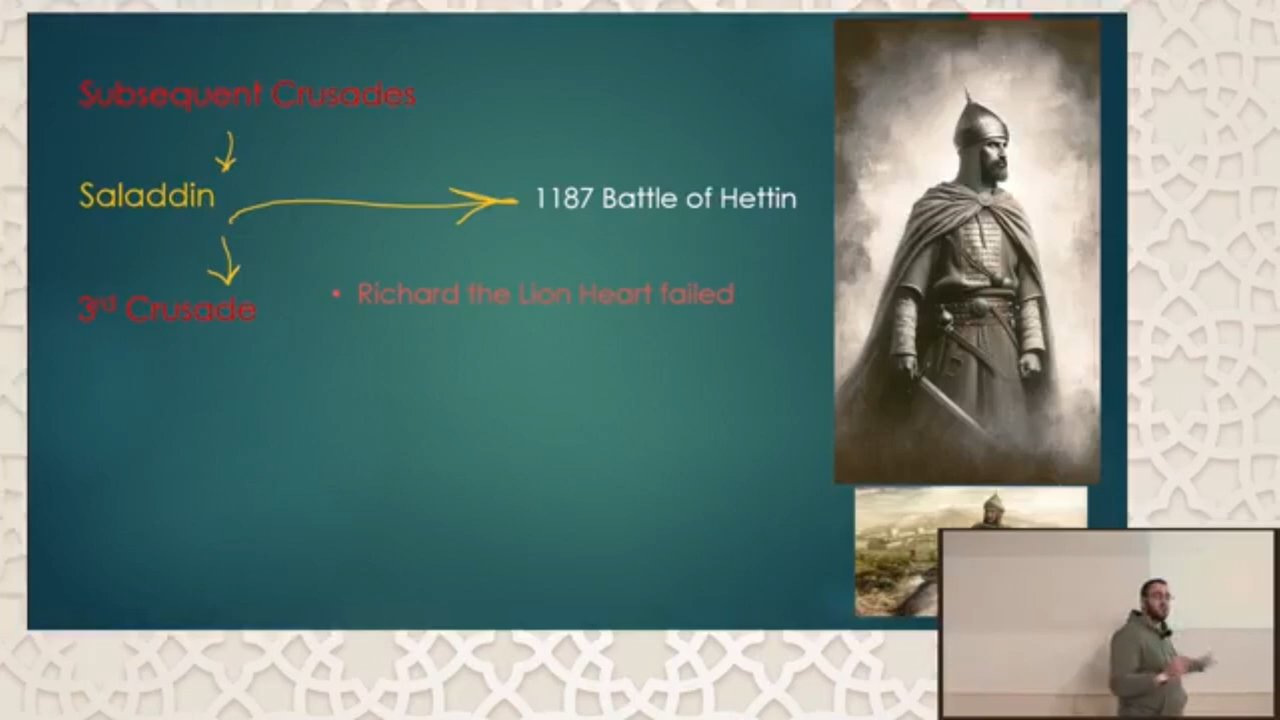 Subsequent Crusades
Saladdin
1187 Battle of Hettin
3rd Crusade
• Richard the Lion Heart failed